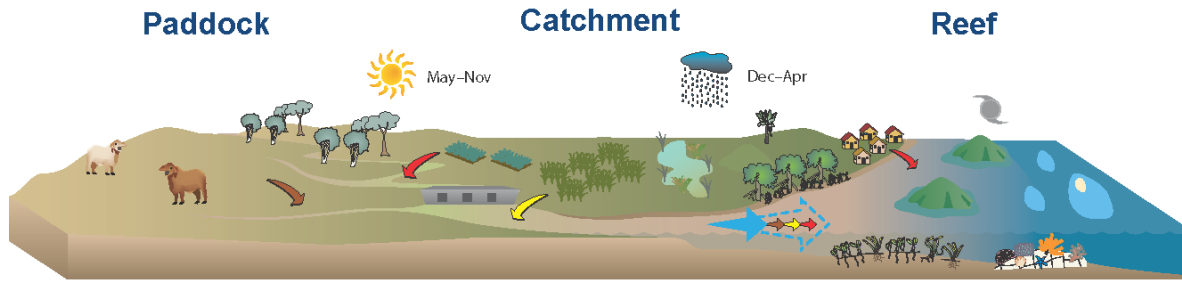 Paddock
Catchment
Reef
May–Nov
Dec–Apr